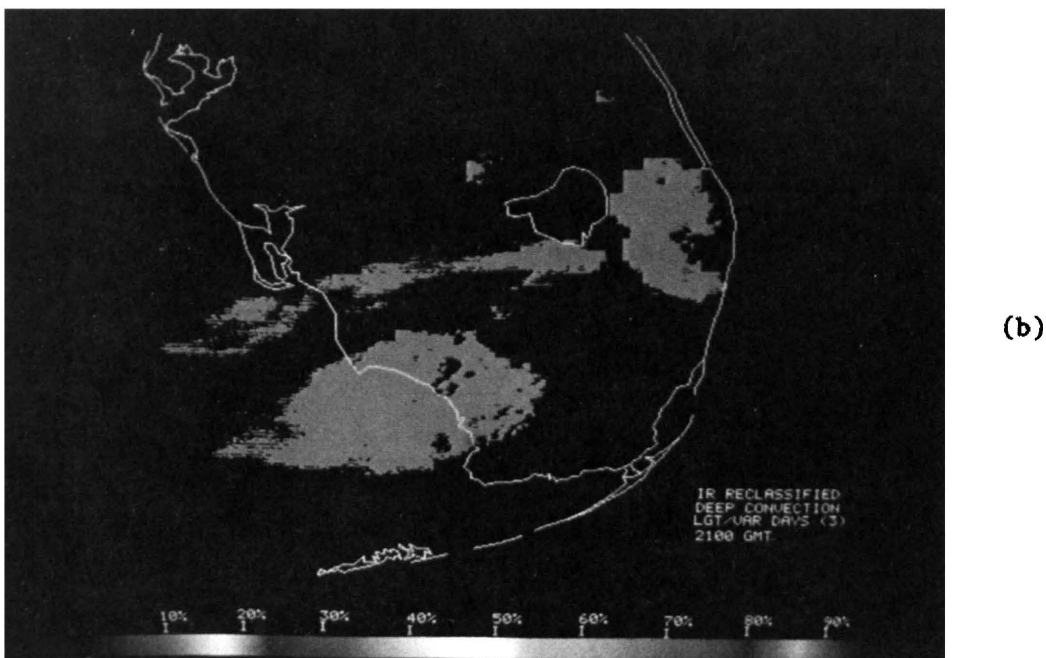 (b)
IR RECLASSIFIED
DEEP CONVECTION
LGT/VAR DAYS (3)
2100 GMT
10% 20% 30% 40% 50% 60% 70% 80% 90%